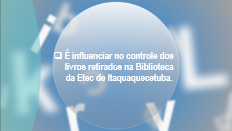 ❑ É influenciar no controle dos
livros retirados na Biblioteca
da Etec de Itaquaquecetuba.